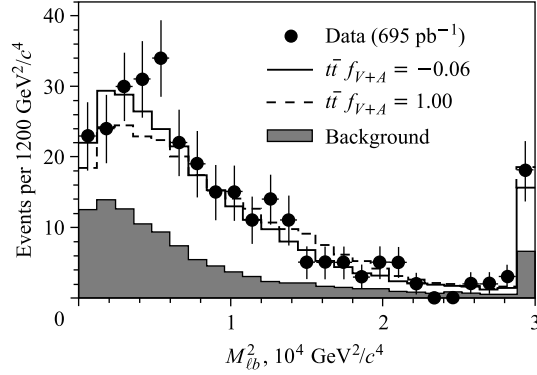 Events per 1200 GeV²/c⁴
40
30
20
10
0
Data (695 pb⁻¹)
tt̄ f_{V+A} = −0.06
tt̄ f_{V+A} = 1.00
Background
1
2
3
M²_{ℓb}, 10⁴ GeV²/c⁴